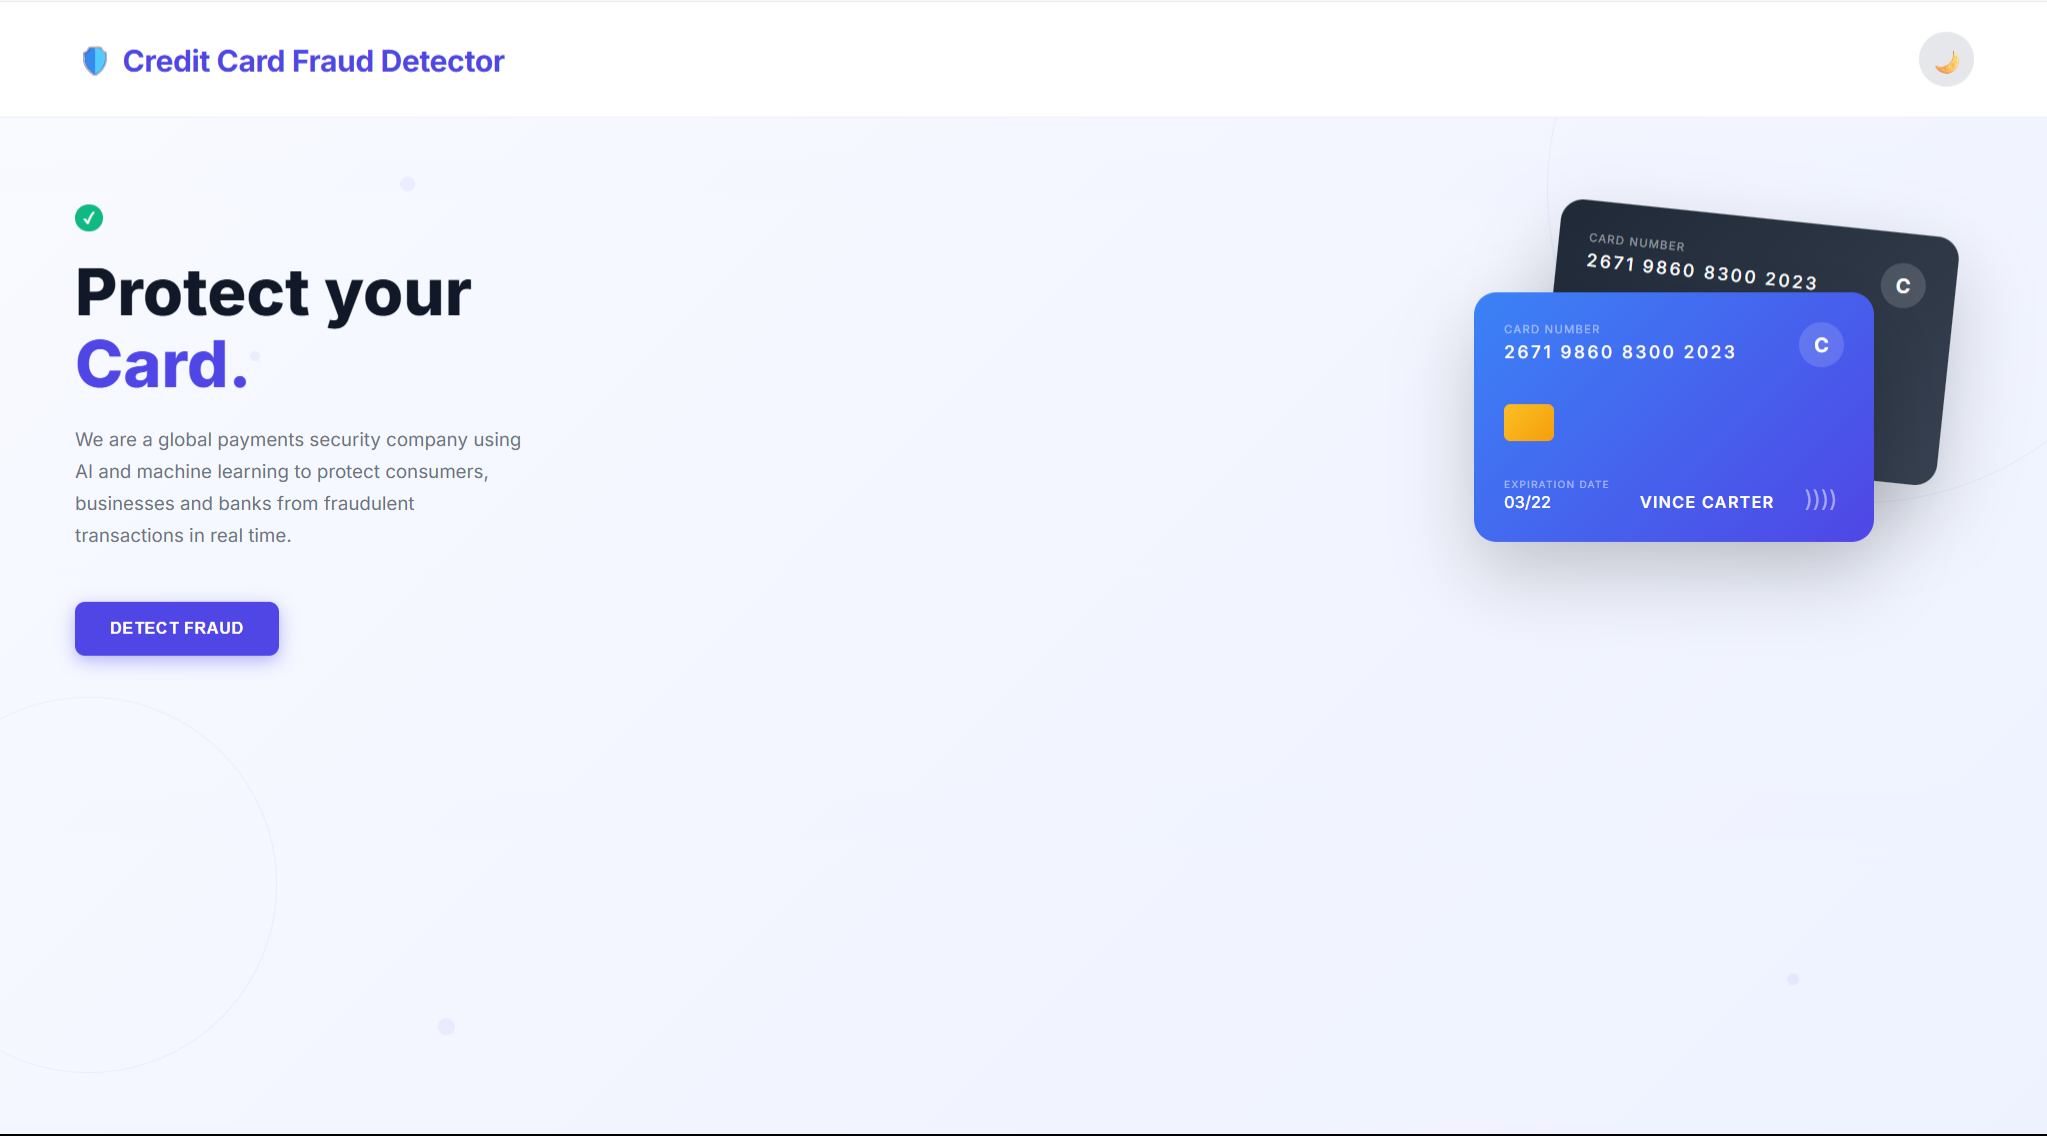 Credit Card Fraud Detector
Protect your
Card.
We are a global payments security company using
AI and machine learning to protect consumers,
businesses and banks from fraudulent
transactions in real time.
DETECT FRAUD
CARD NUMBER
2671 9860 8300 2023
C
CARD NUMBER
2671 9860 8300 2023
C
EXPIRATION DATE
03/22
VINCE CARTER
))))